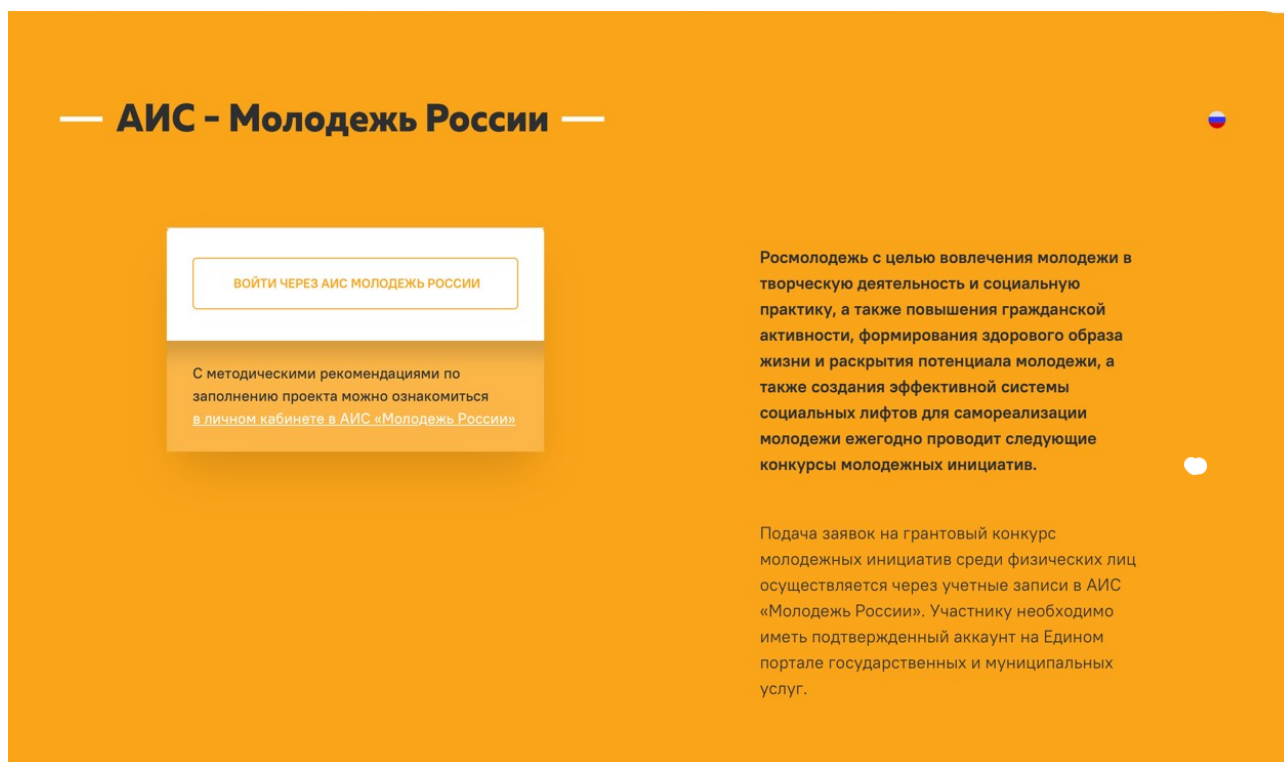 АИС - Молодежь России
ВОЙТИ ЧЕРЕЗ АИС МОЛОДЕЖЬ РОССИИ
С методическими рекомендациями по
заполнению проекта можно ознакомиться
в личном кабинете в АИС «Молодежь России»
Росмолодежь с целью вовлечения молодежи в
творческую деятельность и социальную
практику, а также повышения гражданской
активности, формирования здорового образа
жизни и раскрытия потенциала молодежи, а
также создания эффективной системы
социальных лифтов для самореализации
молодежи ежегодно проводит следующие
конкурсы молодежных инициатив.
Подача заявок на грантовый конкурс
молодежных инициатив среди физических лиц
осуществляется через учетные записи в АИС
«Молодежь России». Участнику необходимо
иметь подтвержденный аккаунт на Едином
портале государственных и муниципальных
услуг.